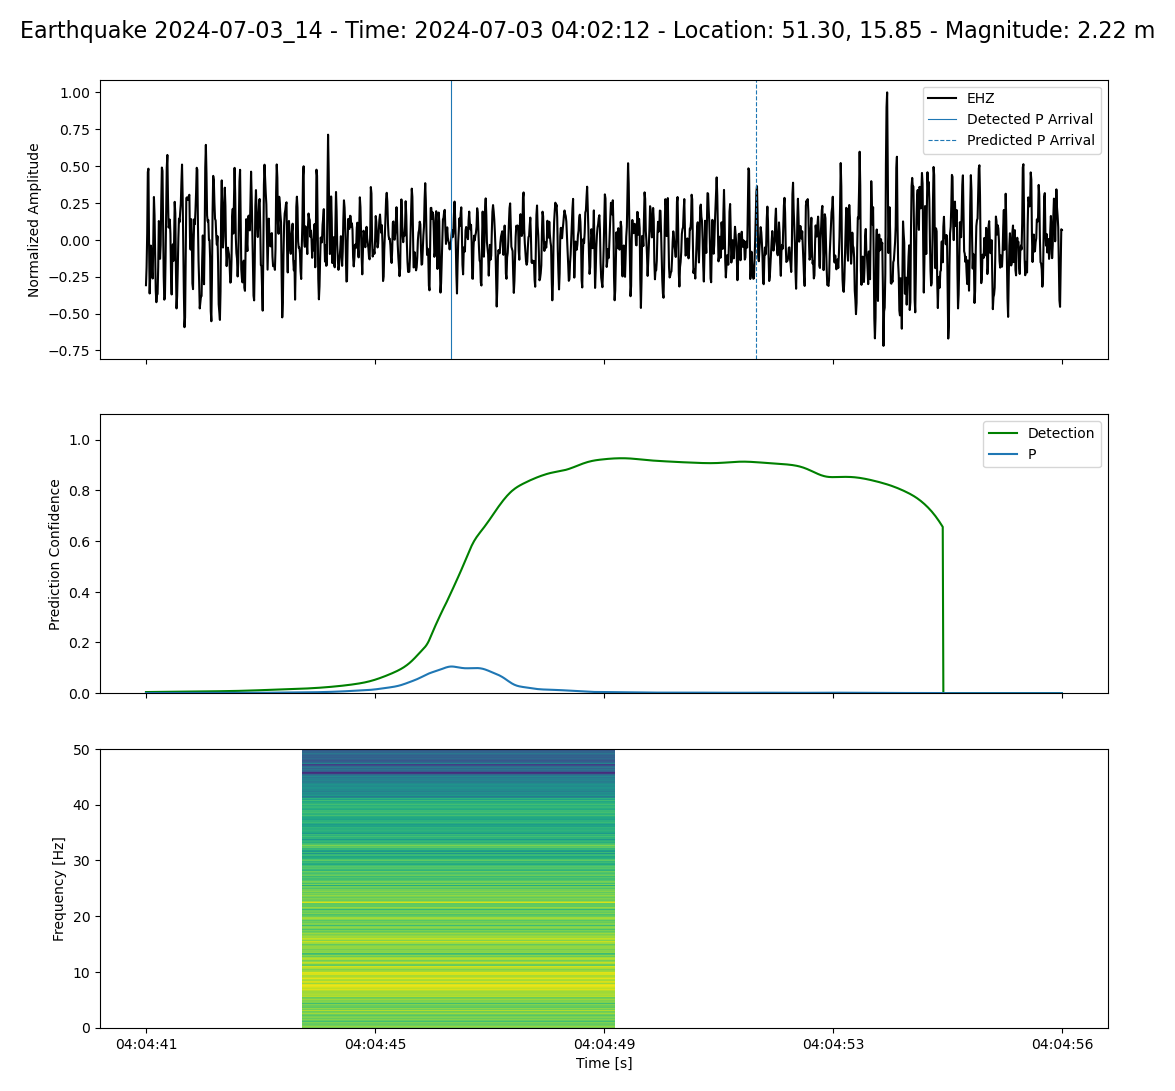 Earthquake 2024-07-03_14 - Time: 2024-07-03 04:02:12 - Location: 51.30, 15.85 - Magnitude: 2.22 m
Normalized Amplitude
1.00
0.75
0.50
0.25
0.00
−0.25
−0.50
−0.75
EHZ
Detected P Arrival
Predicted P Arrival
Prediction Confidence
1.0
0.8
0.6
0.4
0.2
0.0
Detection
P
Frequency [Hz]
50
40
30
20
10
0
04:04:41 04:04:45 04:04:49 04:04:53 04:04:56
Time [s]